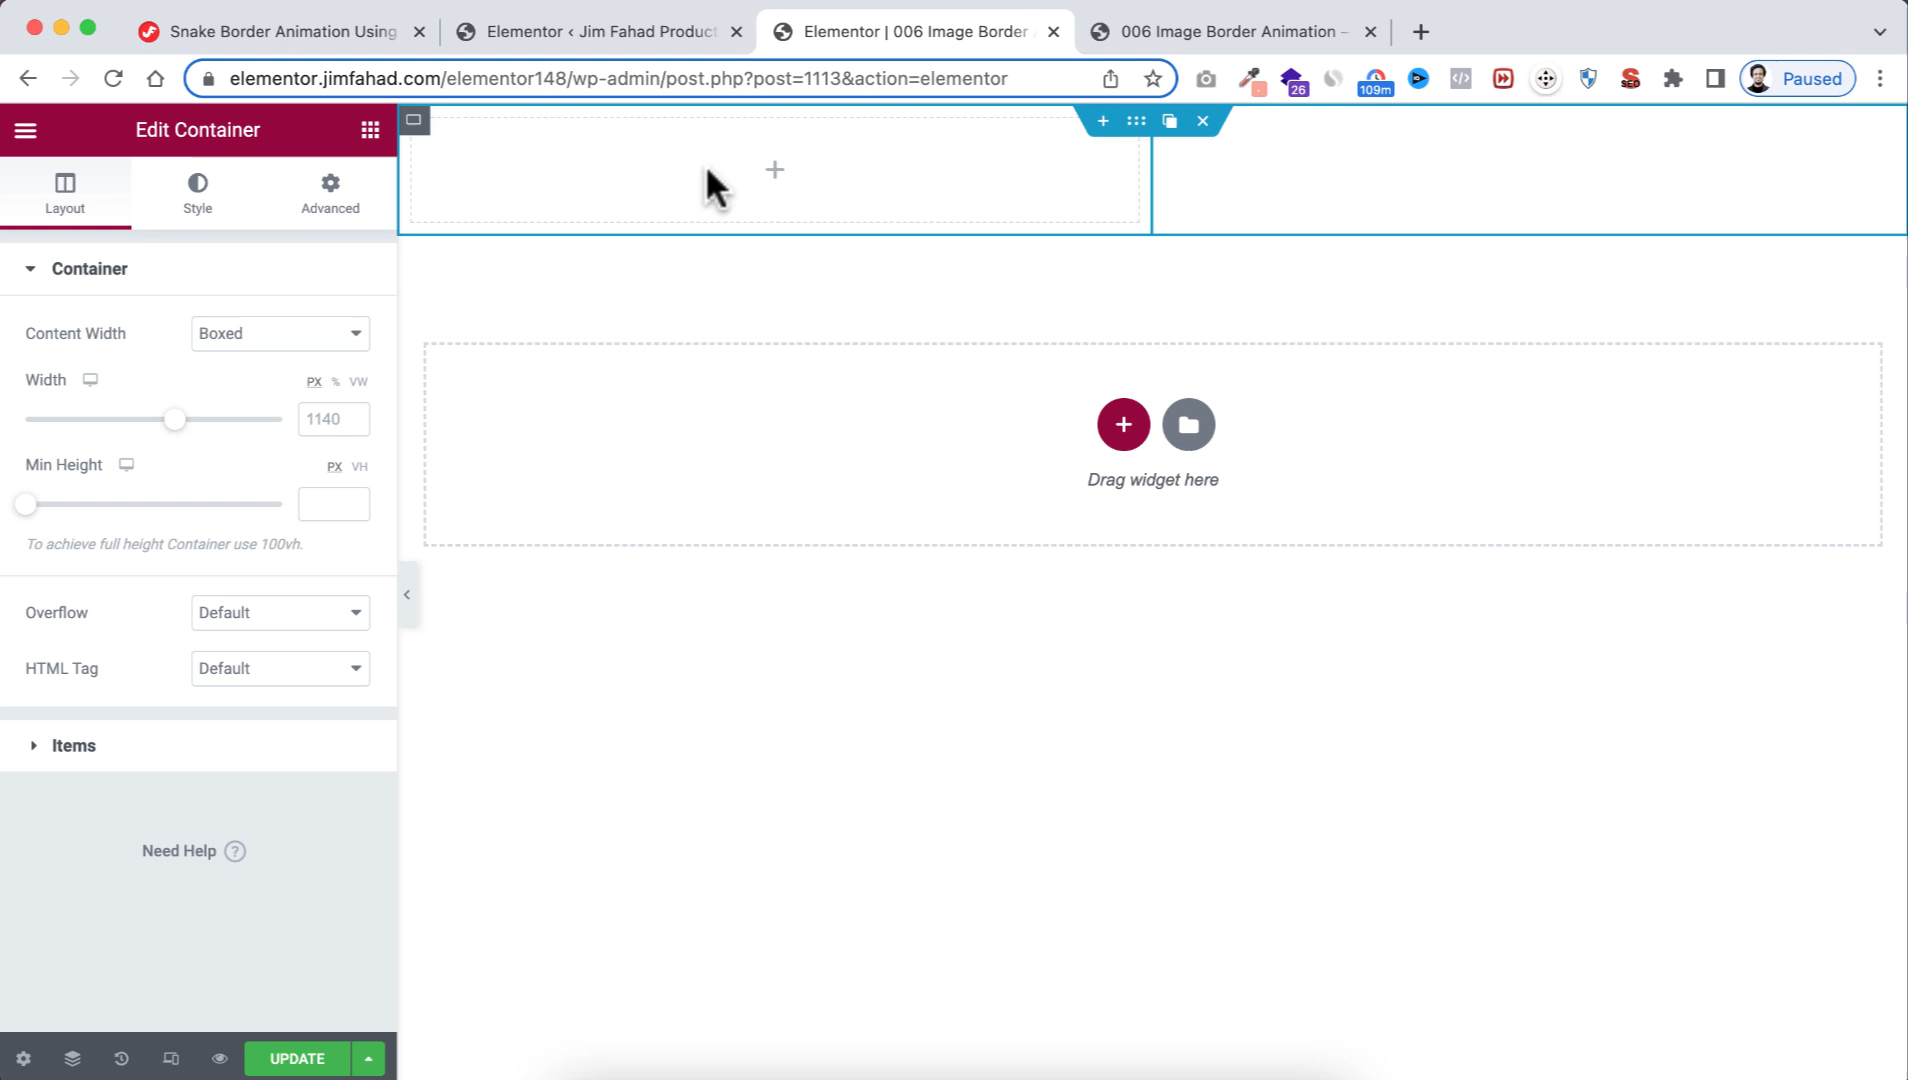 Snake Border Animation Using
Elementor ‹ Jim Fahad Product
Elementor | 006 Image Border A
006 Image Border Animation –
elementor.jimfahad.com/elementor148/wp-admin/post.php?post=1113&action=elementor
26
109m
SEO
Paused
Edit Container
Layout
Style
Advanced
Container
Content Width
Boxed
Width
PX % VW
1140
Min Height
PX VH
To achieve full height Container use 100vh.
Overflow
Default
HTML Tag
Default
Items
Need Help ?
UPDATE
Drag widget here